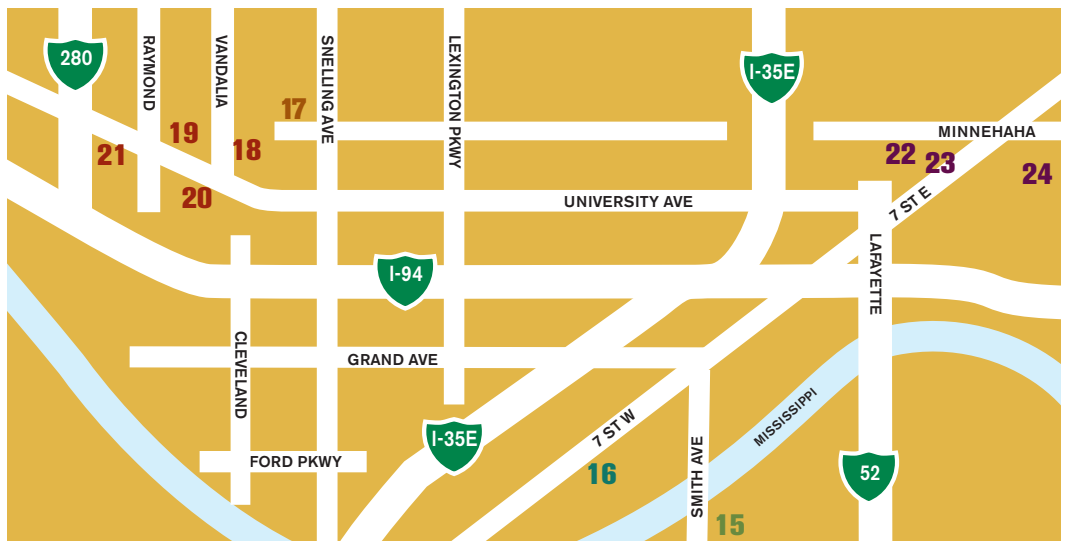 280
RAYMOND
VANDALIA
SNELLING AVE
LEXINGTON PKWY
I-35E
17
19
18
21
20
MINNEHAHA
22
23
24
UNIVERSITY AVE
7 ST E
LAFAYETTE
I-94
CLEVELAND
GRAND AVE
MISSISSIPPI
I-35E
7 ST W
SMITH AVE
FORD PKWY
16
52
15